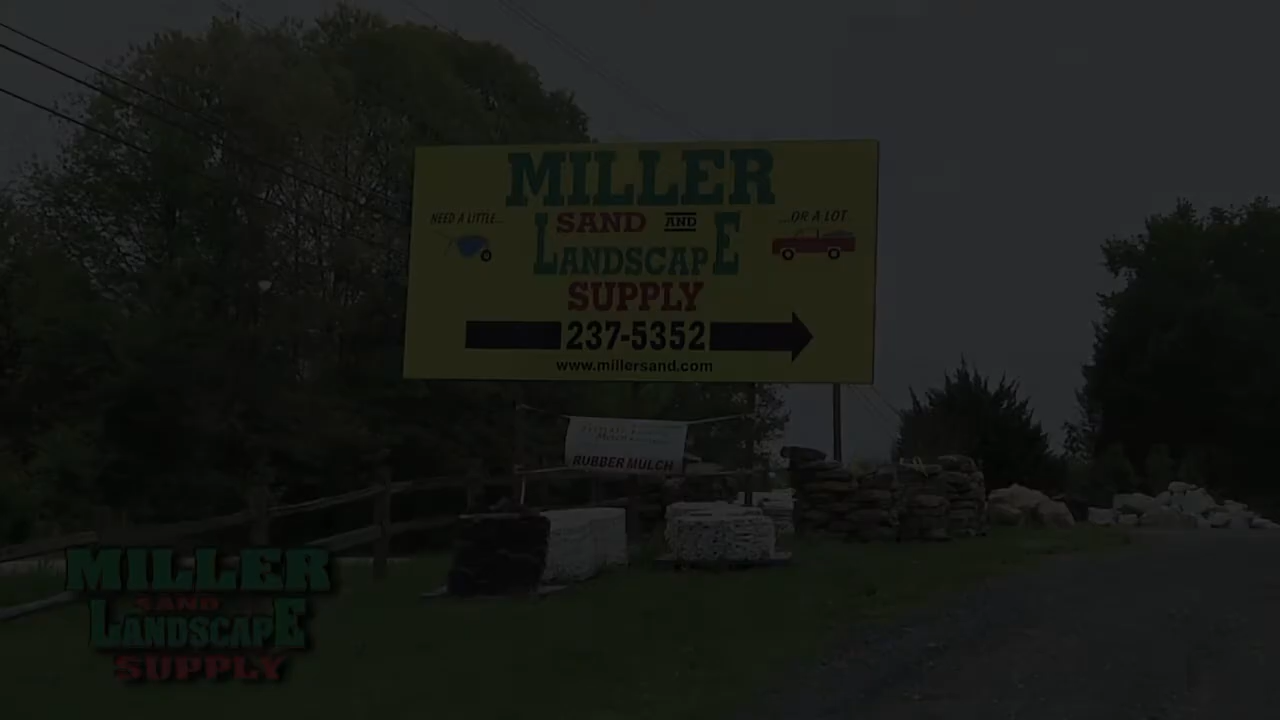 MILLER
NEED A LITTLE...
SAND AND
...OR A LOT
LANDSCAPE
SUPPLY
237-5352
www.millersand.com
RUBBER MULCH
MILLER
SAND
LANDSCAPE
SUPPLY